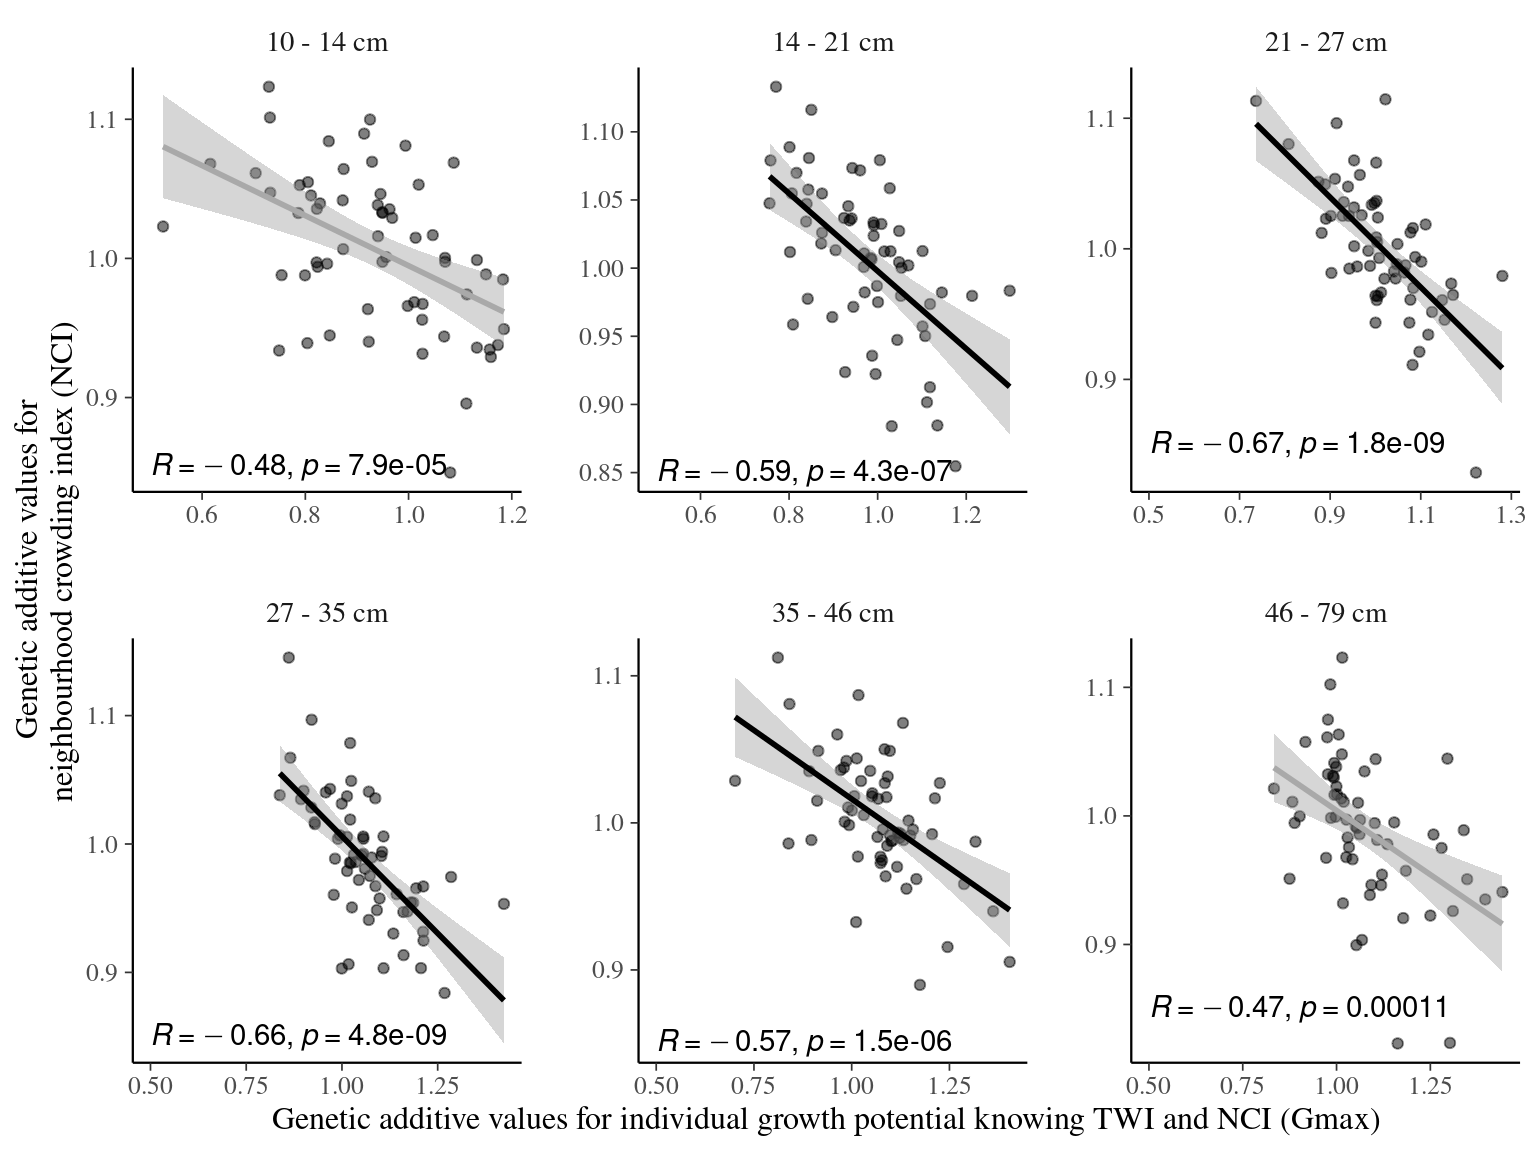 Genetic additive values for
neighbourhood crowding index (NCI)
10 - 14 cm
1.1
1.0
0.9
R = − 0.48, p = 7.9e-05
0.6 0.8 1.0 1.2
14 - 21 cm
1.10
1.05
1.00
0.95
0.90
0.85
R = − 0.59, p = 4.3e-07
0.6 0.8 1.0 1.2
21 - 27 cm
1.1
1.0
0.9
R = − 0.67, p = 1.8e-09
0.5 0.7 0.9 1.1 1.3
27 - 35 cm
1.1
1.0
0.9
R = − 0.66, p = 4.8e-09
0.50 0.75 1.00 1.25
35 - 46 cm
1.1
1.0
0.9
R = − 0.57, p = 1.5e-06
0.50 0.75 1.00 1.25
46 - 79 cm
1.1
1.0
0.9
R = − 0.47, p = 0.00011
0.50 0.75 1.00 1.25
Genetic additive values for individual growth potential knowing TWI and NCI (Gmax)